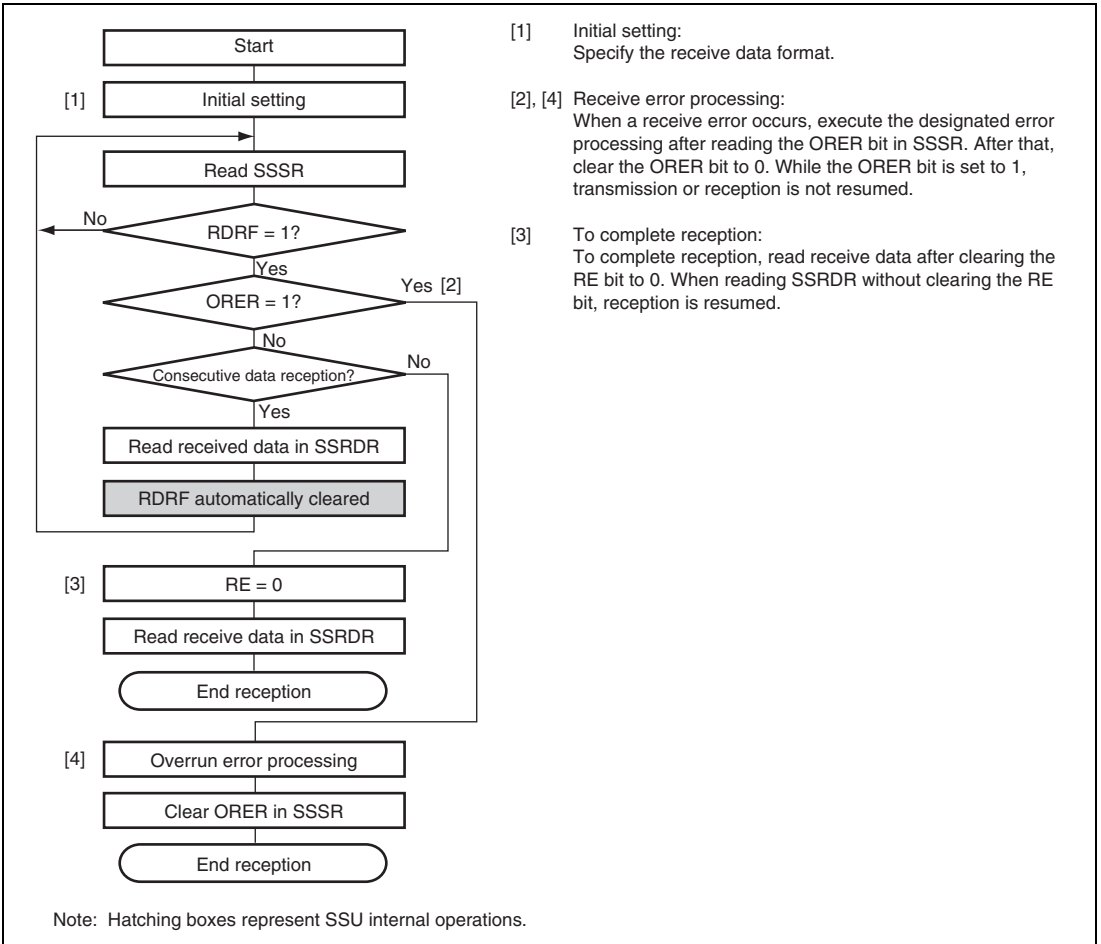 Start
[1]
Initial setting
Read SSSR
No
RDRF = 1?
Yes
Yes [2]
ORER = 1?
No
No
Consecutive data reception?
Yes
Read received data in SSRDR
RDRF automatically cleared
[3]
RE = 0
Read receive data in SSRDR
End reception
[4]
Overrun error processing
Clear ORER in SSSR
End reception
[1] Initial setting:
Specify the receive data format.
[2], [4] Receive error processing:
When a receive error occurs, execute the designated error
processing after reading the ORER bit in SSSR. After that,
clear the ORER bit to 0. While the ORER bit is set to 1,
transmission or reception is not resumed.
[3] To complete reception:
To complete reception, read receive data after clearing the
RE bit to 0. When reading SSRDR without clearing the RE
bit, reception is resumed.
Note: Hatching boxes represent SSU internal operations.